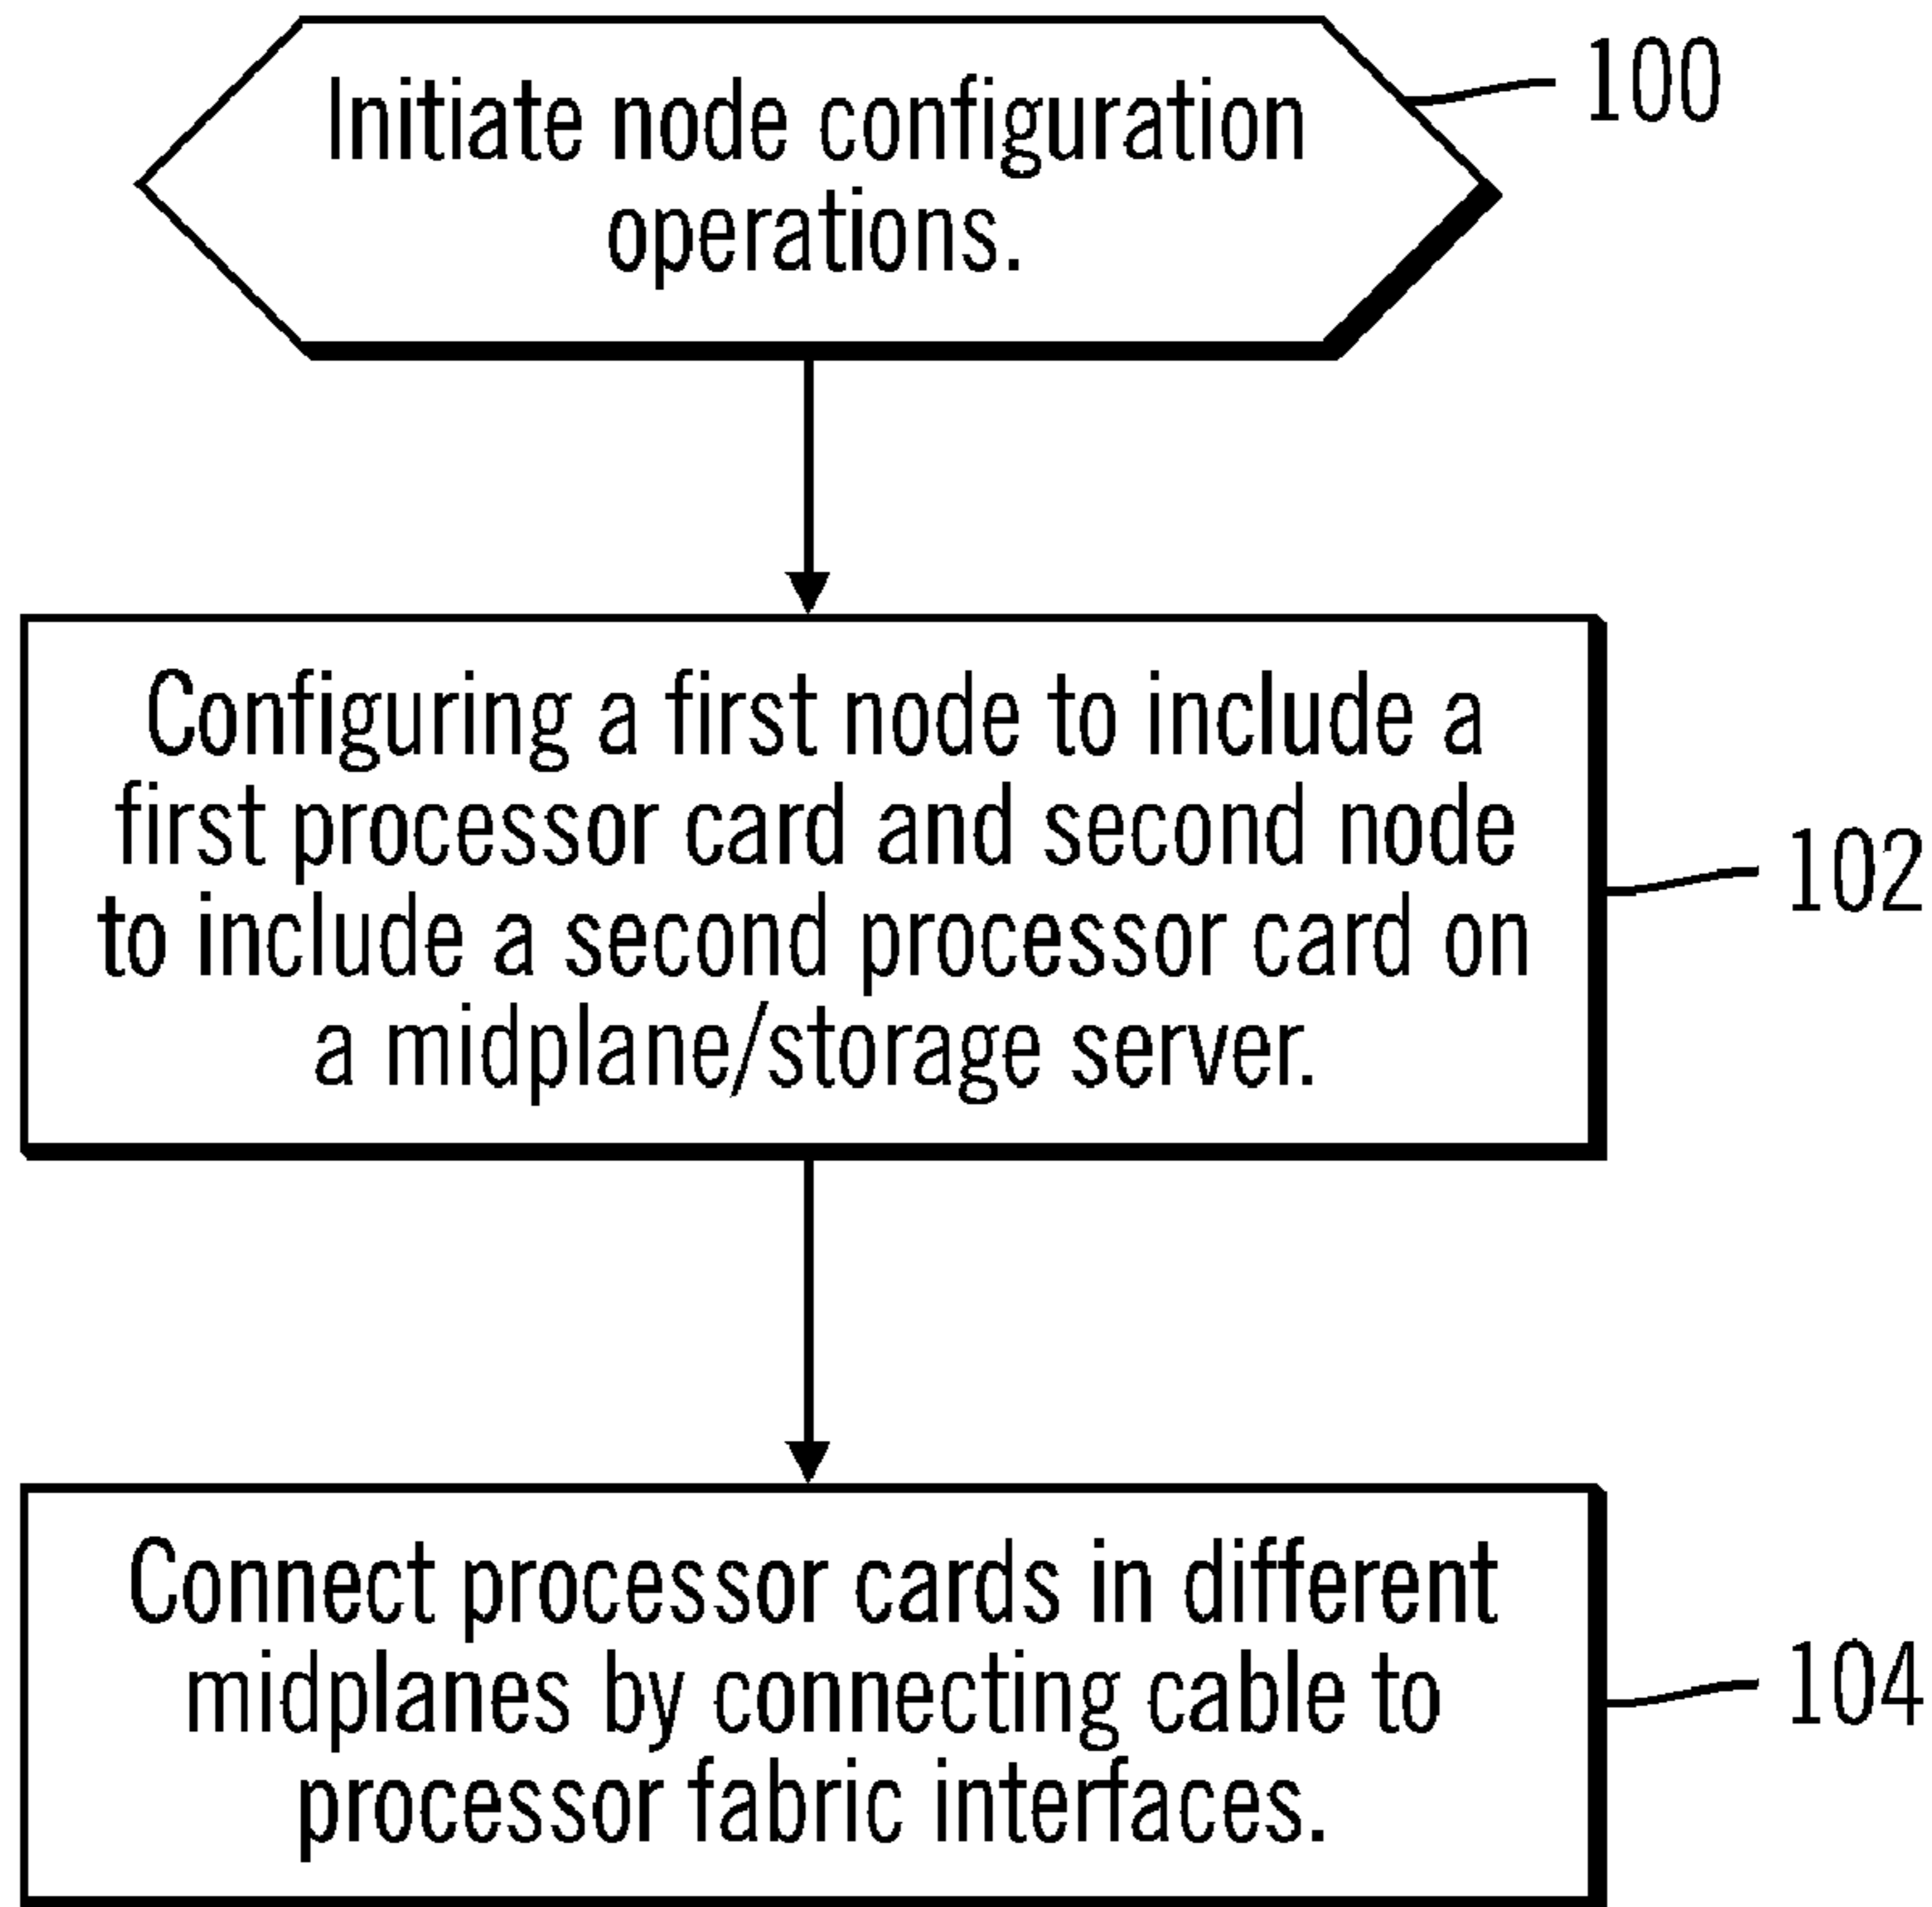 Initiate node configuration
operations.
100
Configuring a first node to include a
first processor card and second node
to include a second processor card on
a midplane/storage server.
102
Connect processor cards in different
midplanes by connecting cable to
processor fabric interfaces.
104